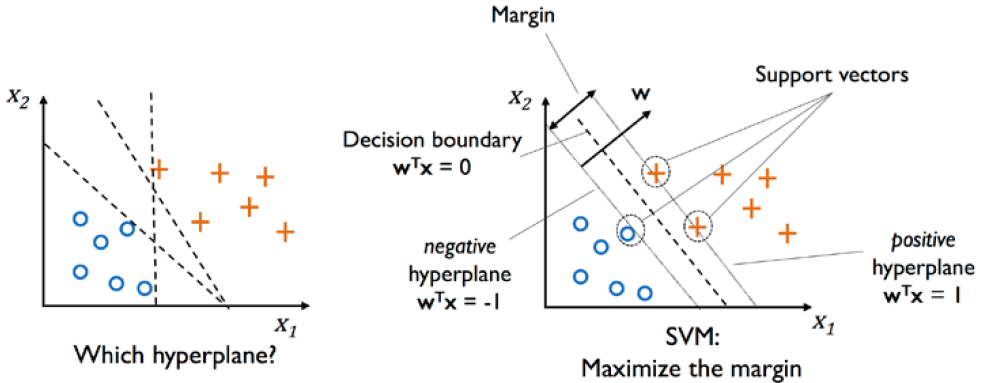 x₂
x₁
Which hyperplane?
Margin
Support vectors
x₂
w
Decision boundary
wᵀx = 0
negative
hyperplane
wᵀx = -1
positive
hyperplane
wᵀx = 1
x₁
SVM:
Maximize the margin